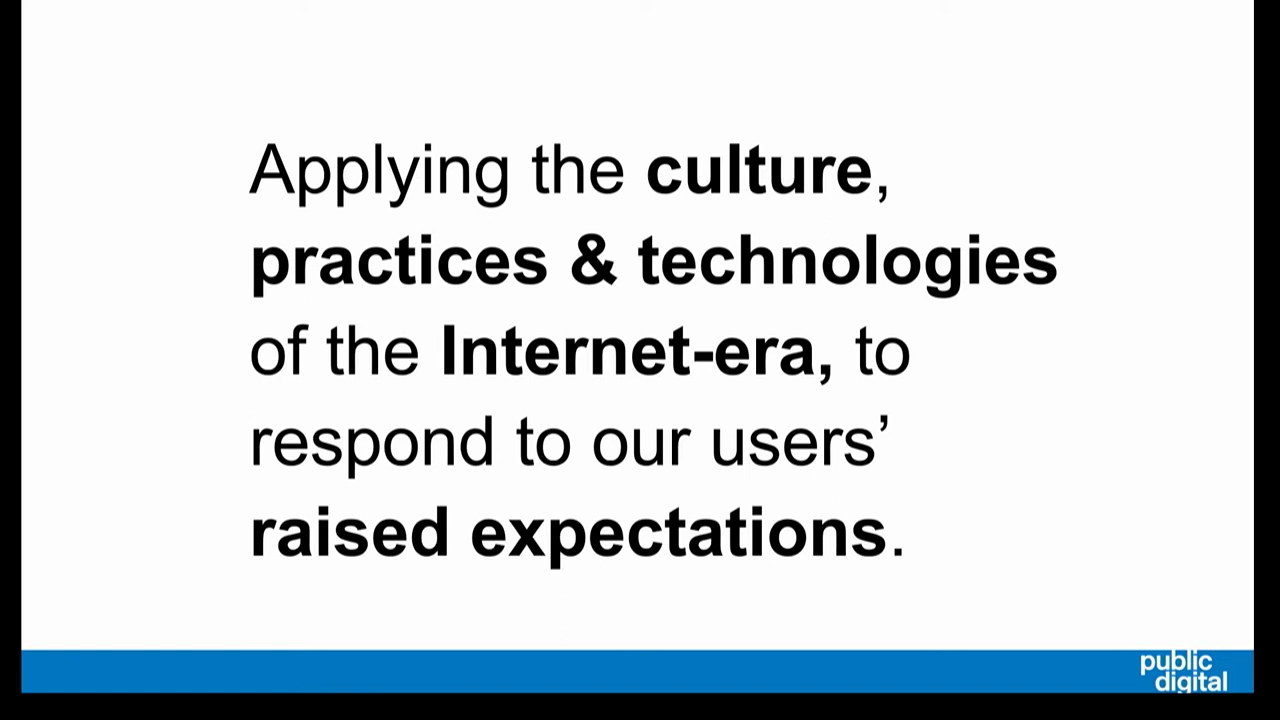 Applying the culture,
practices & technologies
of the Internet-era, to
respond to our users’
raised expectations.
public
digital